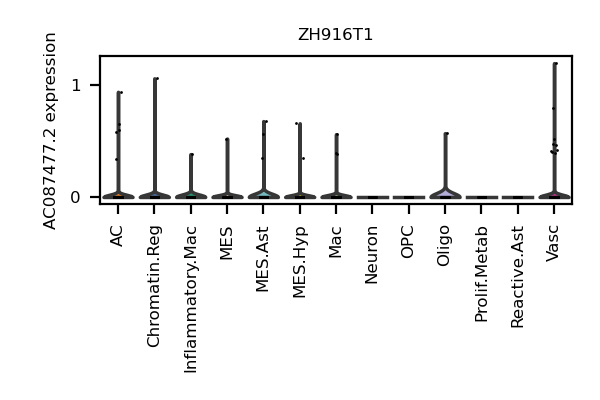 ZH916T1
AC087477.2 expression
1
0
AC
Chromatin.Reg
Inflammatory.Mac
MES
MES.Ast
MES.Hyp
Mac
Neuron
OPC
Oligo
Prolif.Metab
Reactive.Ast
Vasc